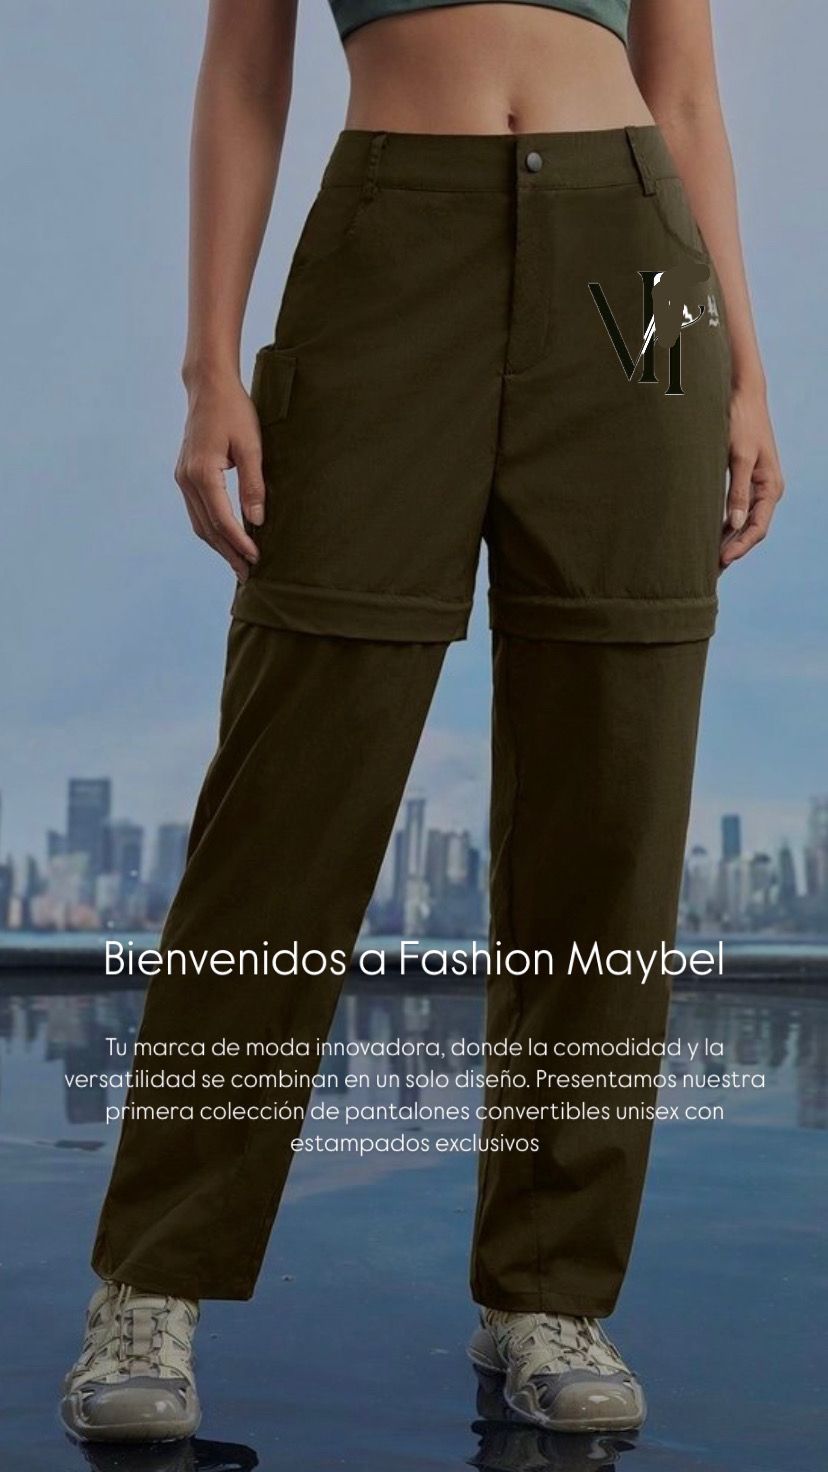 Bienvenidos a Fashion Maybel
Tu marca de moda innovadora, donde la comodidad y la
versatilidad se combinan en un solo diseño. Presentamos nuestra
primera colección de pantalones convertibles unisex con
estampados exclusivos